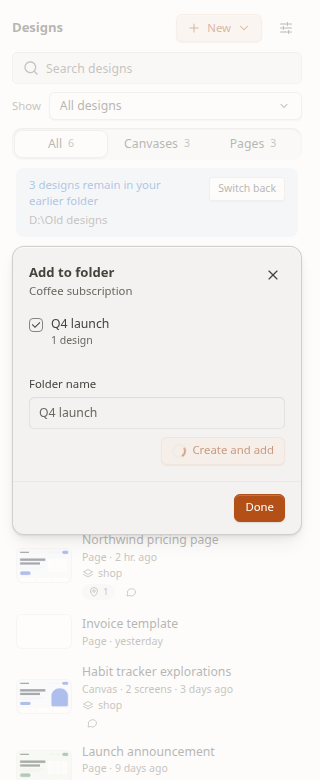 Designs
New
Search designs
Show
All designs
All 6
Canvases 3
Pages 3
3 designs remain in your
earlier folder
Switch back
D:\Old designs
Add to folder
Coffee subscription
Q4 launch
1 design
Folder name
Q4 launch
Create and add
Done
Northwind pricing page
Page · 2 hr. ago
shop
1
Invoice template
Page · yesterday
Habit tracker explorations
Canvas · 2 screens · 3 days ago
shop
Launch announcement
Page · 9 days ago